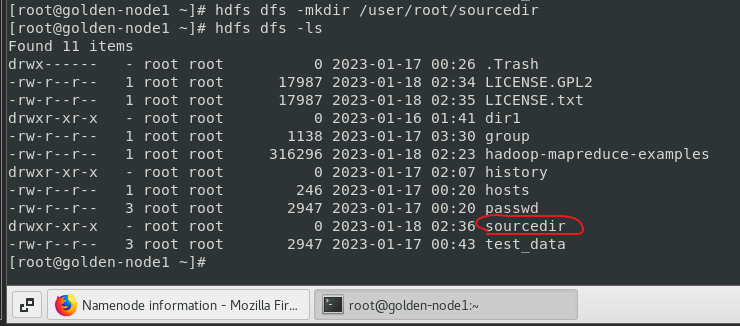 [root@golden-node1 ~]# hdfs dfs -mkdir /user/root/sourcedir
[root@golden-node1 ~]# hdfs dfs -ls
Found 11 items
drwx------   - root root          0 2023-01-17 00:26 .Trash
-rw-r--r--   1 root root      17987 2023-01-18 02:34 LICENSE.GPL2
-rw-r--r--   1 root root      17987 2023-01-18 02:35 LICENSE.txt
drwxr-xr-x   - root root          0 2023-01-16 01:41 dir1
-rw-r--r--   1 root root       1138 2023-01-17 03:30 group
-rw-r--r--   1 root root     316296 2023-01-18 02:23 hadoop-mapreduce-examples
drwxr-xr-x   - root root          0 2023-01-17 02:07 history
-rw-r--r--   1 root root        246 2023-01-17 00:20 hosts
-rw-r--r--   3 root root       2947 2023-01-17 00:20 passwd
drwxr-xr-x   - root root          0 2023-01-18 02:36 sourcedir
-rw-r--r--   3 root root       2947 2023-01-17 00:43 test_data
[root@golden-node1 ~]#
Namenode information - Mozilla Fir... root@golden-node1:~